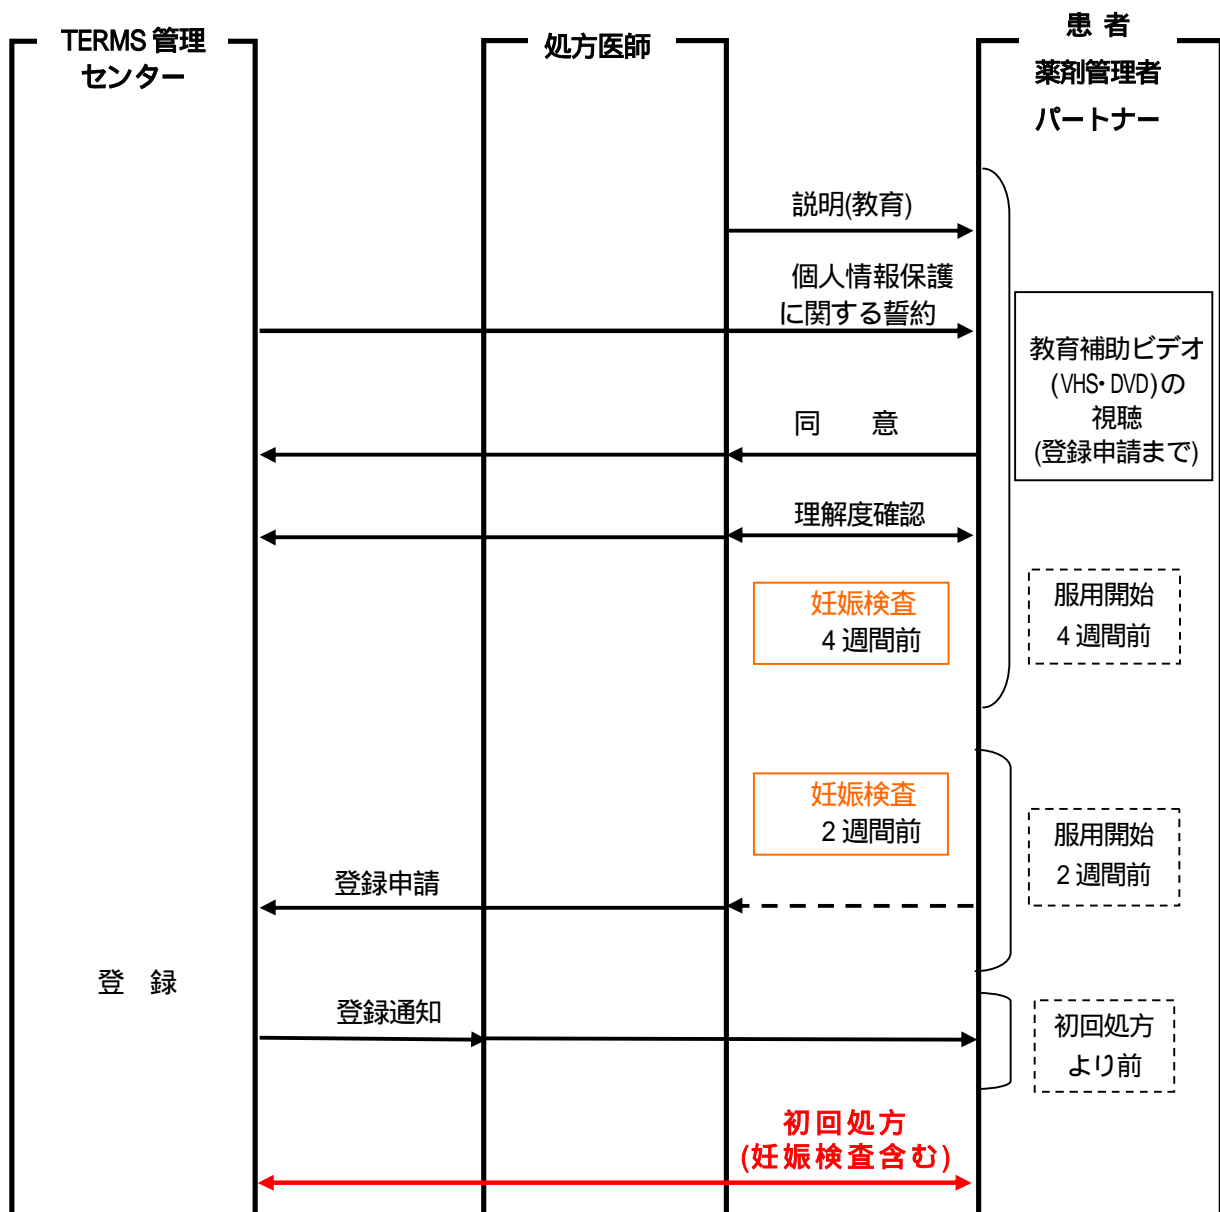 TERMS 管理
センター
処方医師
患 者
薬剤管理者
パートナー
説明(教育)
個人情報保護
に関する誓約
教育補助ビデオ
(VHS・DVD)の
視聴
(登録申請まで)
同　意
理解度確認
妊娠検査
4 週間前
服用開始
4 週間前
妊娠検査
2 週間前
服用開始
2 週間前
登録申請
登 録
登録通知
初回処方
より前
初回処方
(妊娠検査含む)